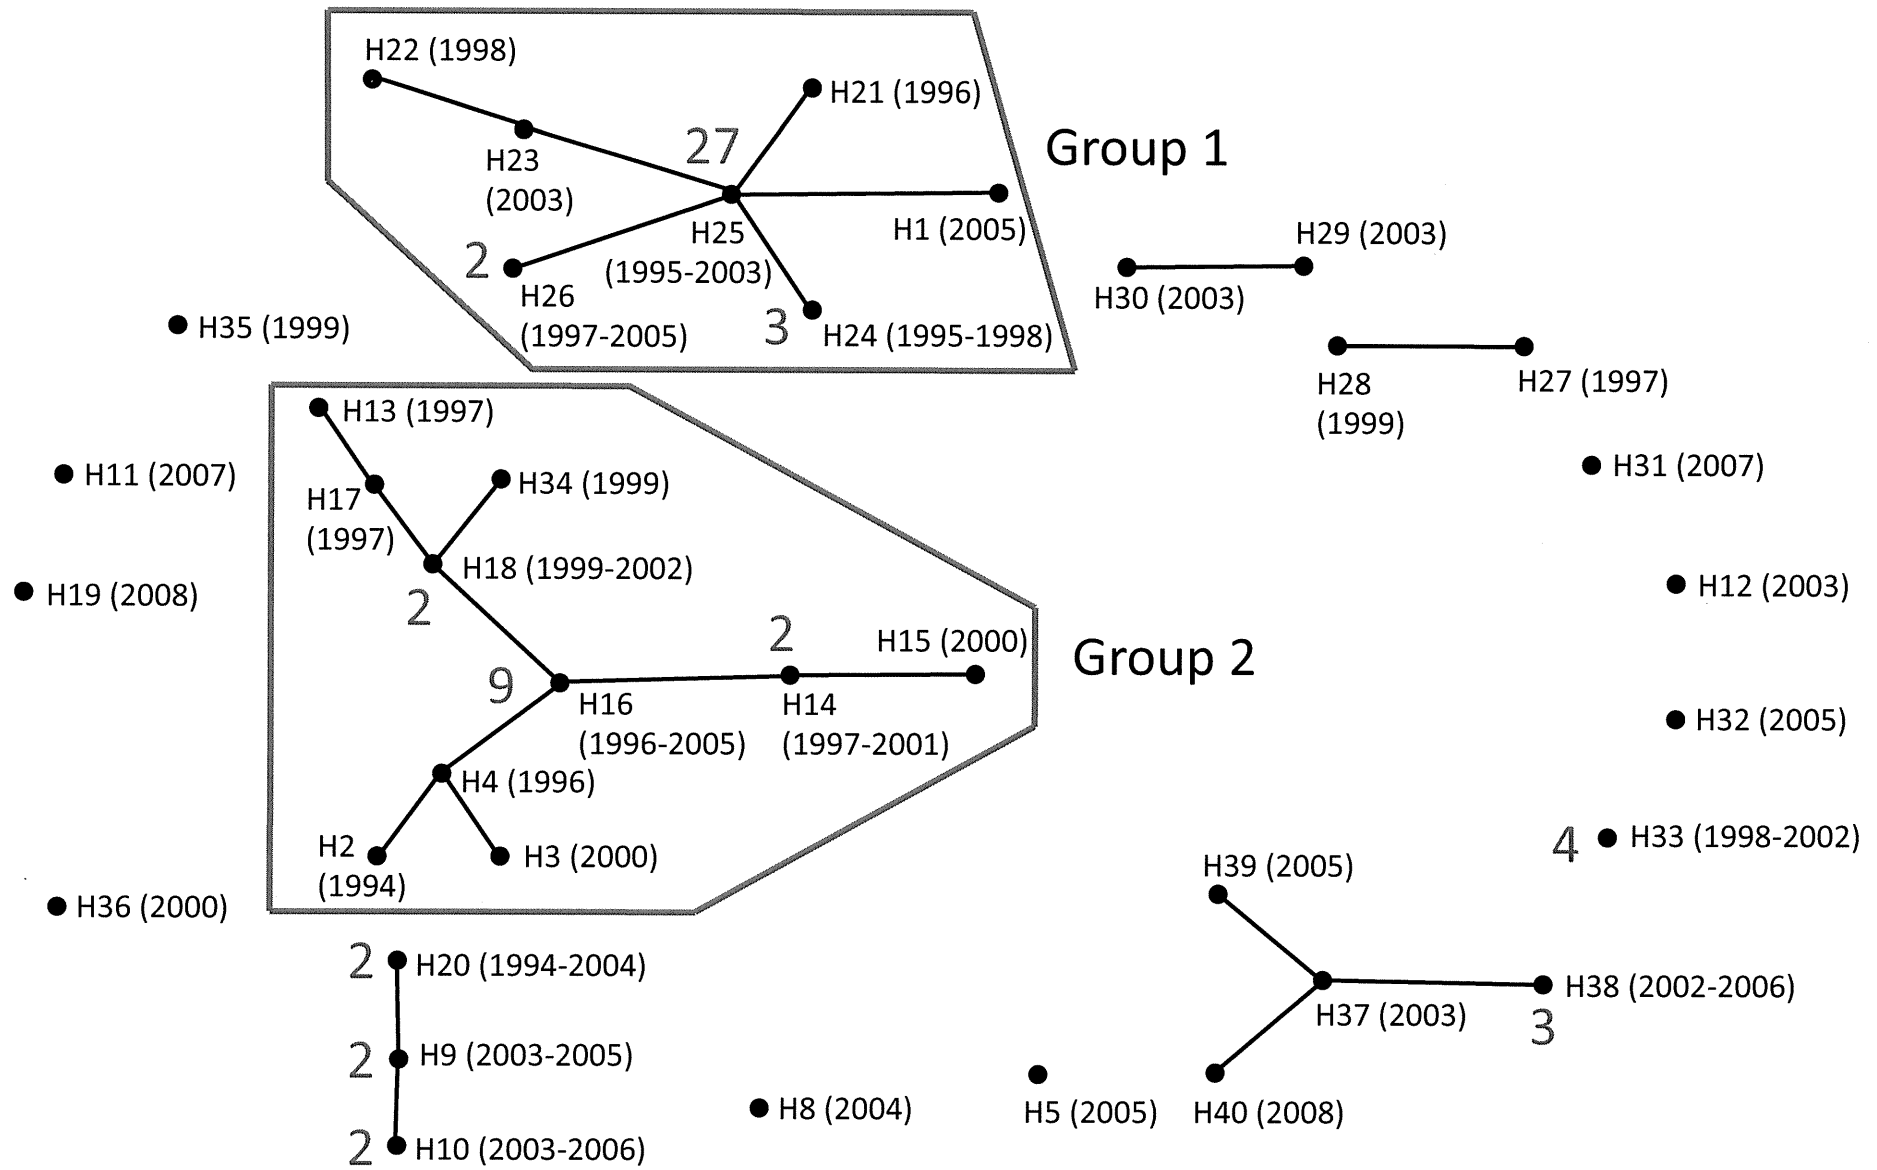 H22 (1998)
H21 (1996)
27
Group 1
H23
(2003)
H25
(1995-2003)
H1 (2005)
2
H26
(1997-2005)
3
H24 (1995-1998)
H29 (2003)
H30 (2003)
H35 (1999)
H28
(1999)
H27 (1997)
H13 (1997)
H11 (2007)
H17
(1997)
H34 (1999)
H31 (2007)
H18 (1999-2002)
2
H19 (2008)
H12 (2003)
9
H16
(1996-2005)
2
H14
(1997-2001)
H15 (2000)
Group 2
H32 (2005)
H4 (1996)
H2
(1994)
H3 (2000)
4
H33 (1998-2002)
H36 (2000)
H39 (2005)
2
H20 (1994-2004)
H37 (2003)
H38 (2002-2006)
3
2
H9 (2003-2005)
H8 (2004)
H5 (2005)
H40 (2008)
2
H10 (2003-2006)